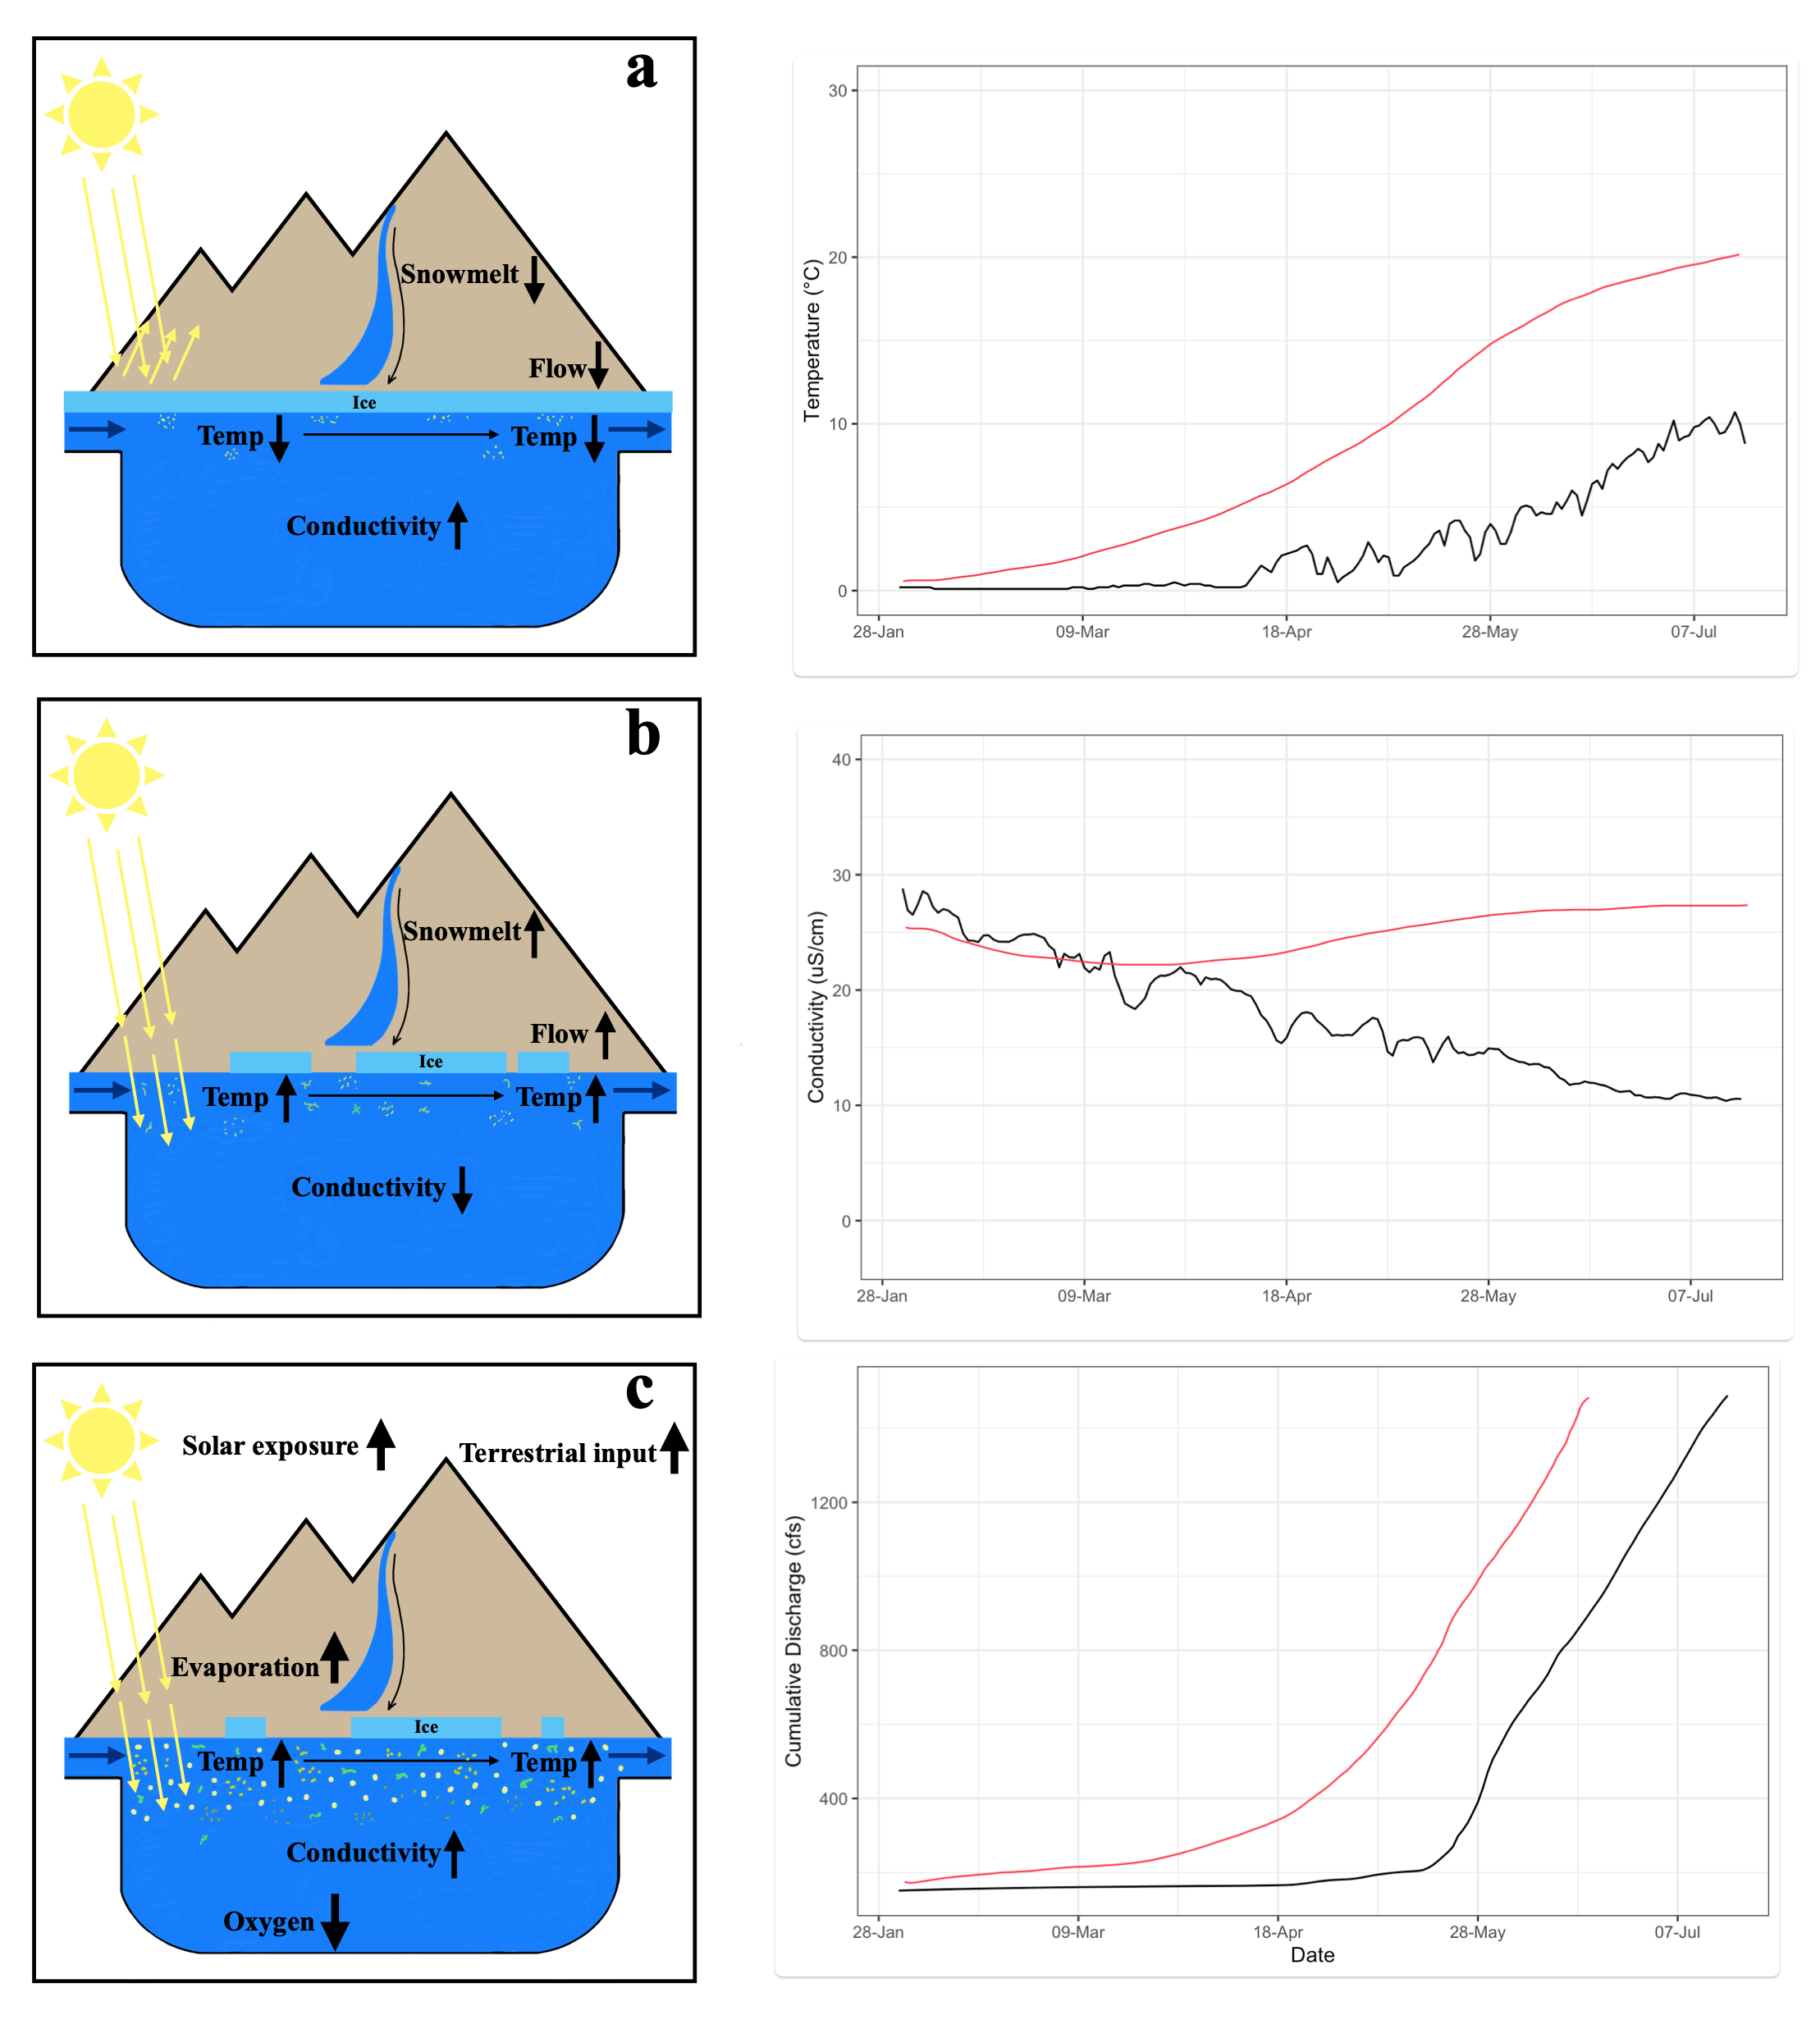 a
Snowmelt
Flow
Ice
Temp
Temp
Conductivity
30
20
10
0
Temperature (°C)
28-Jan
09-Mar
18-Apr
28-May
07-Jul
b
Snowmelt
Flow
Ice
Temp
Temp
Conductivity
40
30
20
10
0
Conductivity (uS/cm)
28-Jan
09-Mar
18-Apr
28-May
07-Jul
c
Solar exposure
Terrestrial input
Evaporation
Ice
Temp
Temp
Conductivity
Oxygen
1200
800
400
Cumulative Discharge (cfs)
28-Jan
09-Mar
18-Apr
28-May
07-Jul
Date